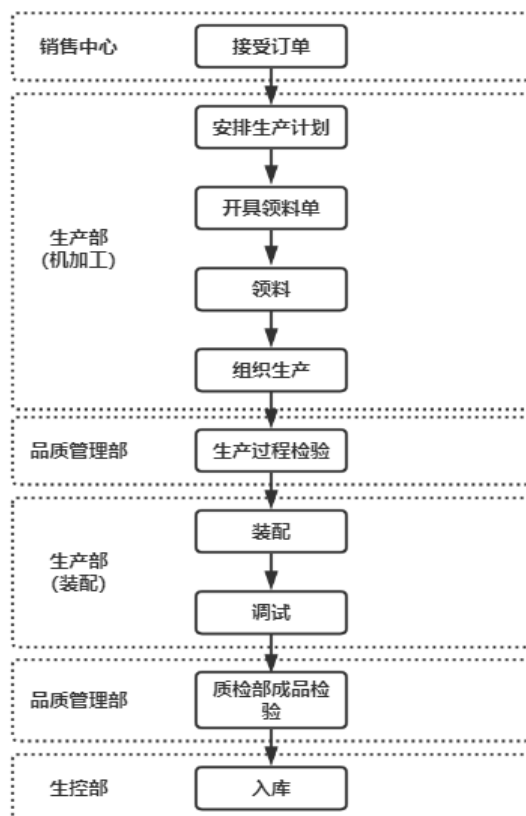 销售中心
接受订单
安排生产计划
开具领料单
生产部
(机加工)
领料
组织生产
品质管理部
生产过程检验
装配
生产部
(装配)
调试
品质管理部
质检部成品检
验
生控部
入库